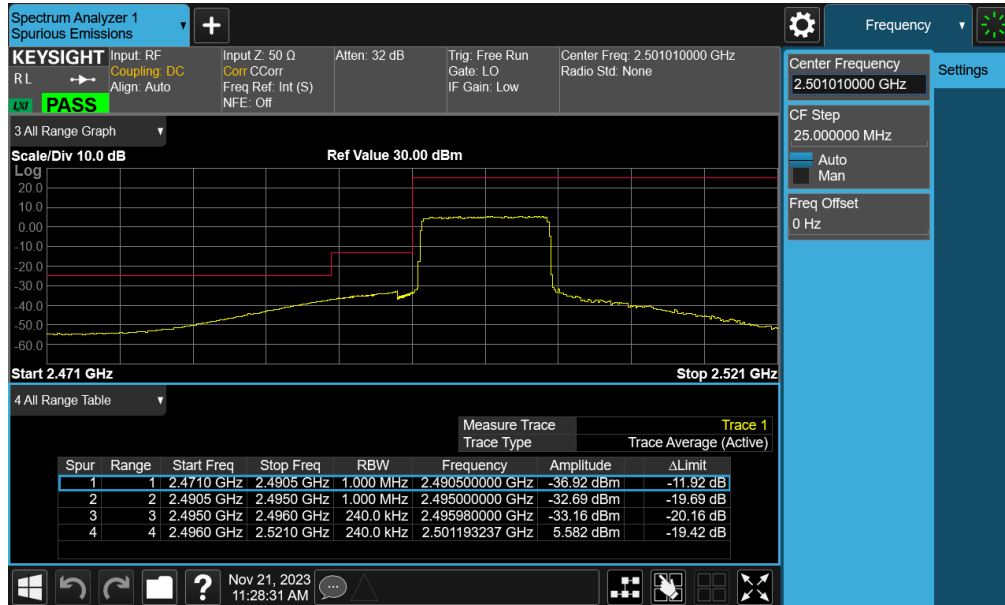 Spectrum Analyzer 1
Spurious Emissions
+
Frequency
KEYSIGHT
R L
LXI
PASS
Input: RF
Coupling: DC
Align: Auto
Input Z: 50 Ω
Corr CCorr
Freq Ref: Int (S)
NFE: Off
Atten: 32 dB
Trig: Free Run
Gate: LO
IF Gain: Low
Center Freq: 2.501010000 GHz
Radio Std: None
Center Frequency
2.501010000 GHz
Settings
CF Step
25.000000 MHz
Auto
Man
Freq Offset
0 Hz
3 All Range Graph
Scale/Div 10.0 dB
Ref Value 30.00 dBm
Log
20.0
10.0
0.00
-10.0
-20.0
-30.0
-40.0
-50.0
-60.0
Start 2.471 GHz
Stop 2.521 GHz
4 All Range Table
Measure Trace Trace 1
Trace Type Trace Average (Active)
Spur Range Start Freq Stop Freq RBW Frequency Amplitude ΔLimit
1 1 2.4710 GHz 2.4905 GHz 1.000 MHz 2.490500000 GHz -36.92 dBm -11.92 dB
2 2 2.4905 GHz 2.4950 GHz 1.000 MHz 2.495000000 GHz -32.69 dBm -19.69 dB
3 3 2.4950 GHz 2.4960 GHz 240.0 kHz 2.495980000 GHz -33.16 dBm -20.16 dB
4 4 2.4960 GHz 2.5210 GHz 240.0 kHz 2.501193237 GHz 5.582 dBm -19.42 dB
?
Nov 21, 2023
11:28:31 AM